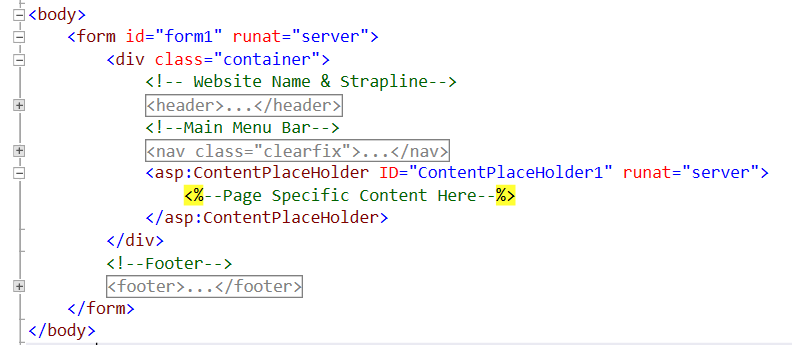 <body>
<form id="form1" runat="server">
<div class="container">
<!-- Website Name & Strapline-->
<header>...</header>
<!--Main Menu Bar-->
<nav class="clearfix">...</nav>
<asp:ContentPlaceHolder ID="ContentPlaceHolder1" runat="server">
<%--Page Specific Content Here--%>
</asp:ContentPlaceHolder>
</div>
<!--Footer-->
<footer>...</footer>
</form>
</body>